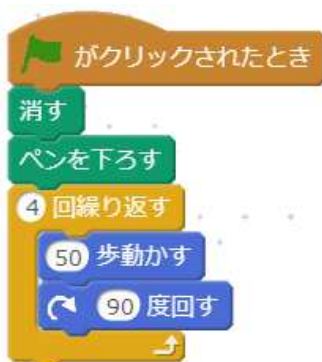 がクリックされたとき
消す
ペンを下ろす
4 回繰り返す
50 歩動かす
90 度回す